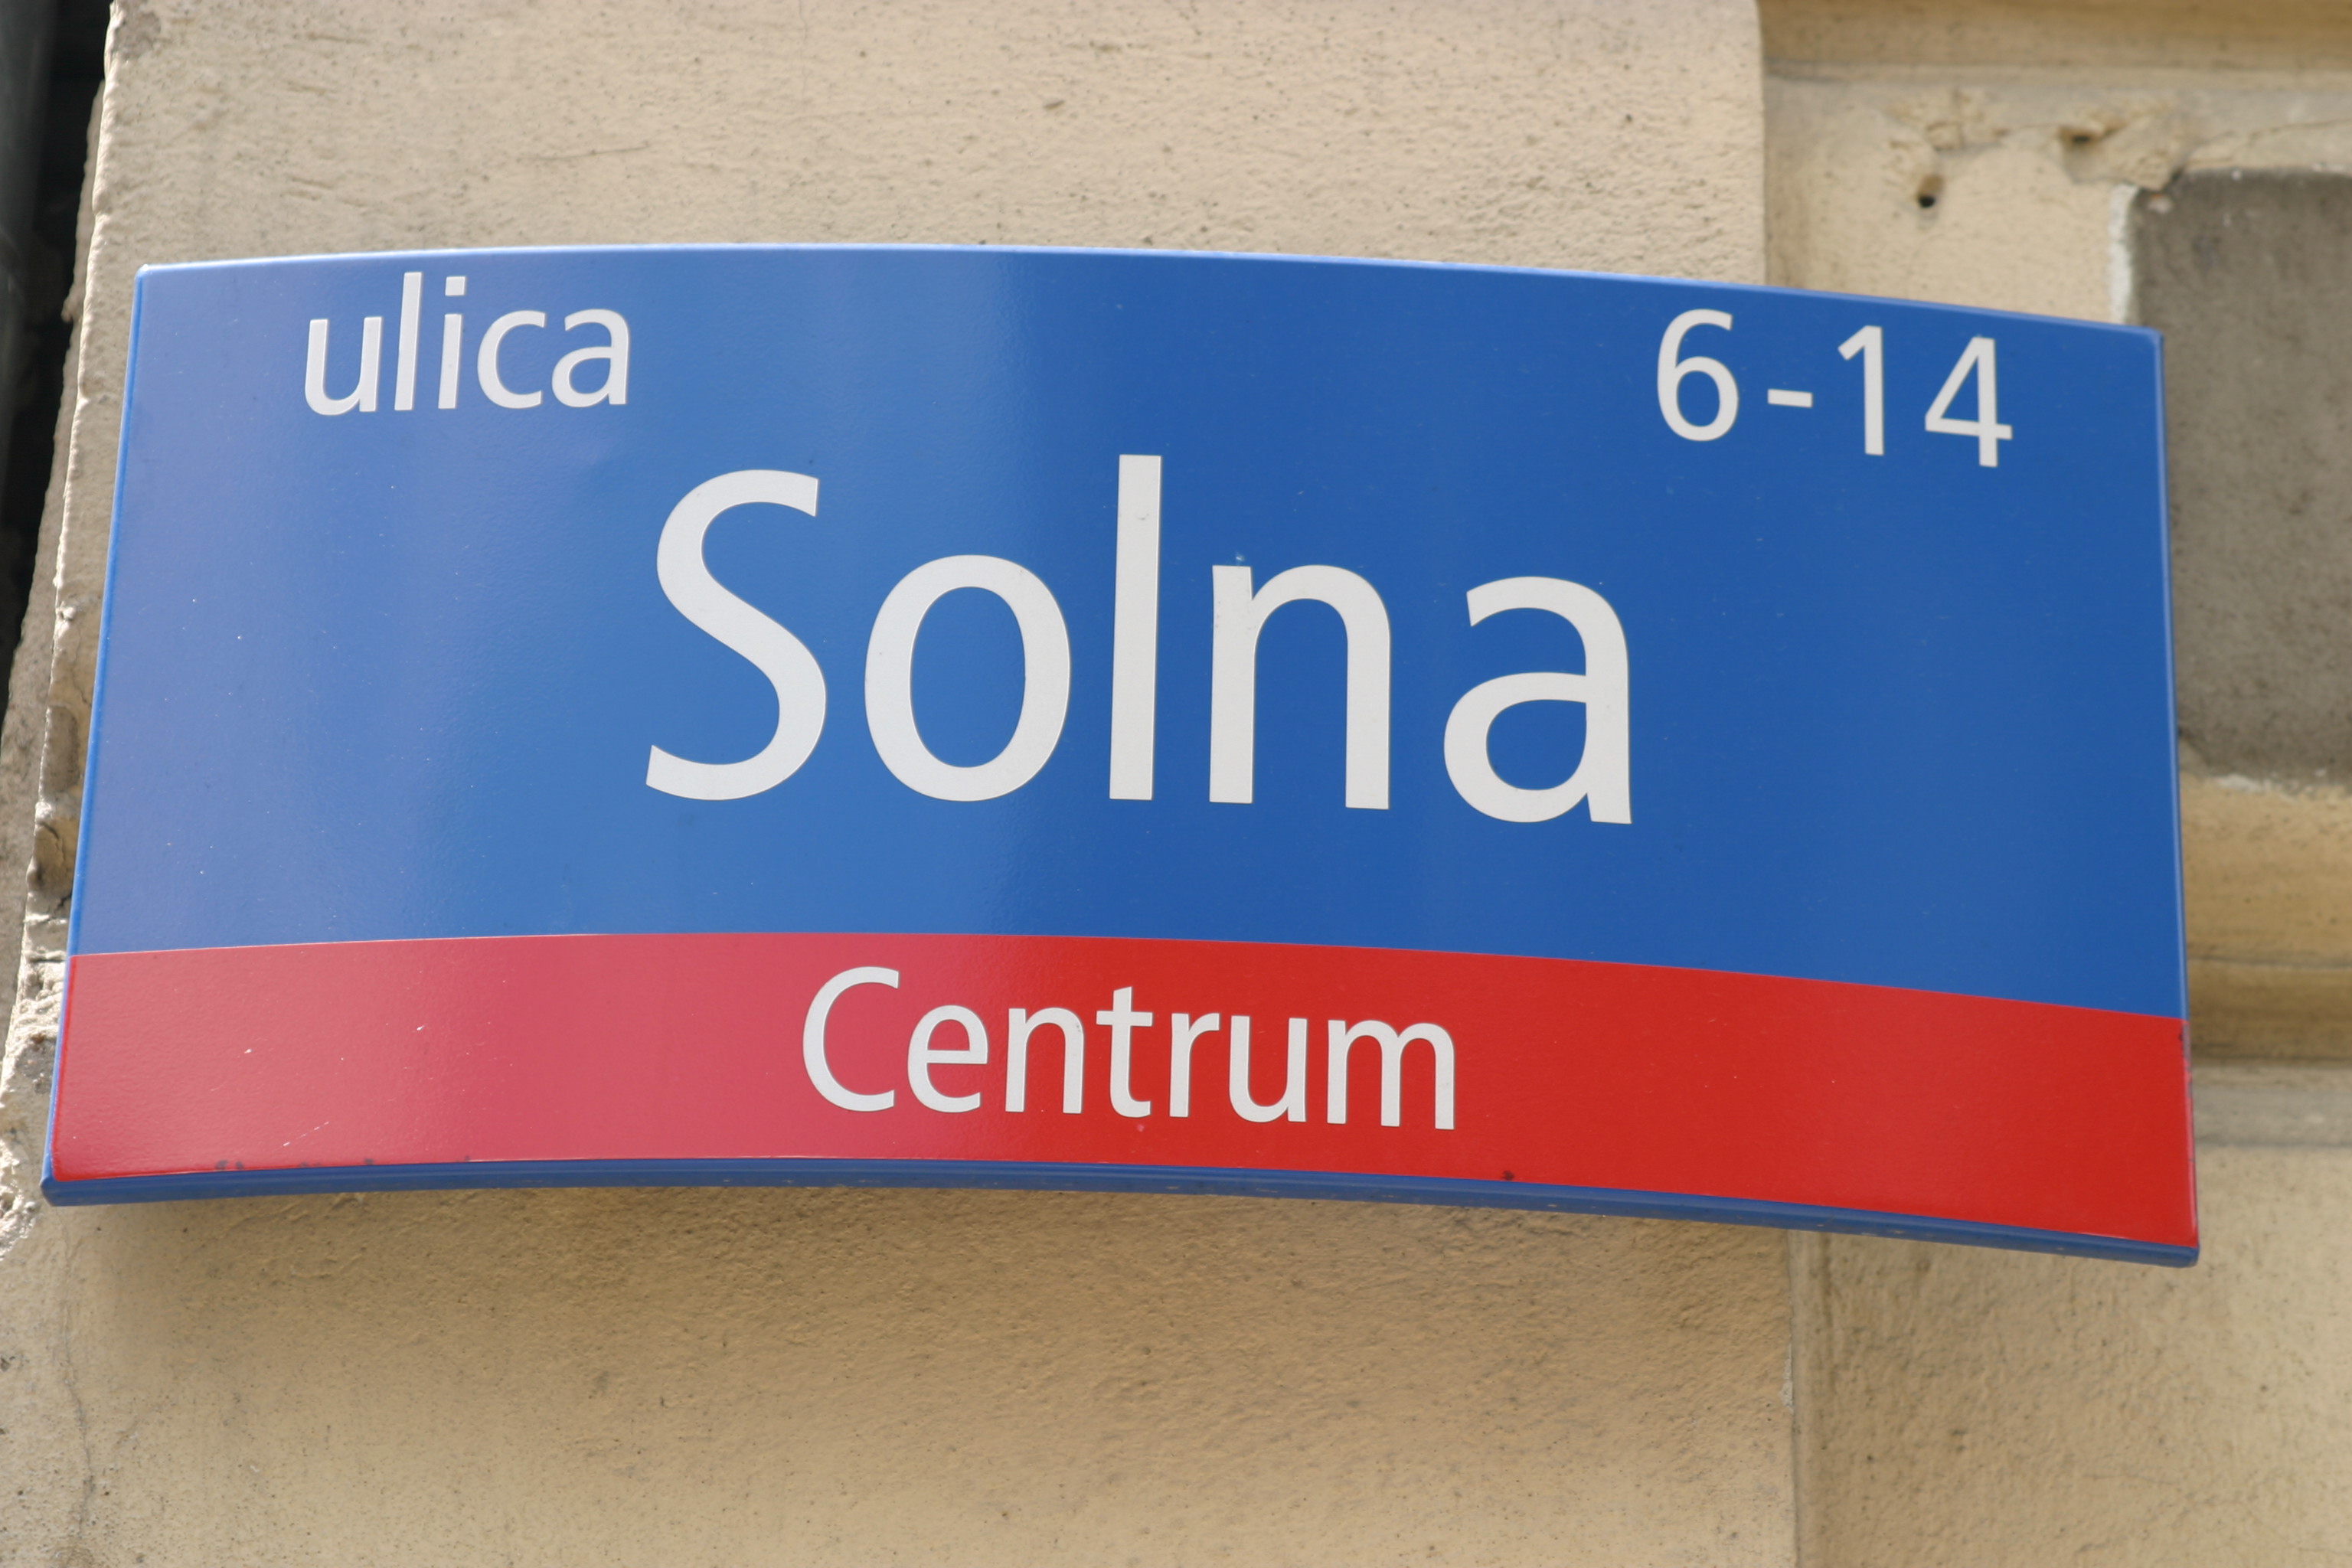 ulica 6-14
Solna
Centrum